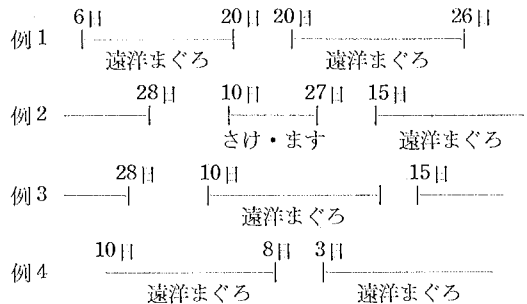 6日 20日 20日 26日
例1
遠洋まぐろ 遠洋まぐろ
28日 10日 27日 15日
例2
さけ・ます 遠洋まぐろ
28日 10日 15日
例3
遠洋まぐろ
10日 8日 3日
例4
遠洋まぐろ 遠洋まぐろ